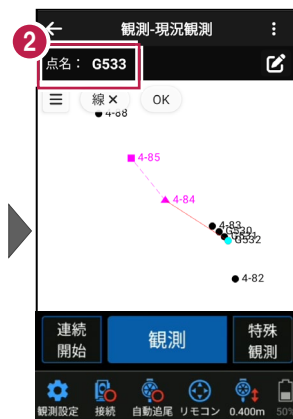 2
観測-現況観測
点名： G533
線× OK
4-88
4-85
4-84
4-83
G530
G531
G532
4-82
連続開始
観測
特殊観測
観測設定 接続 自動追尾 リモコン 0.400m 50%